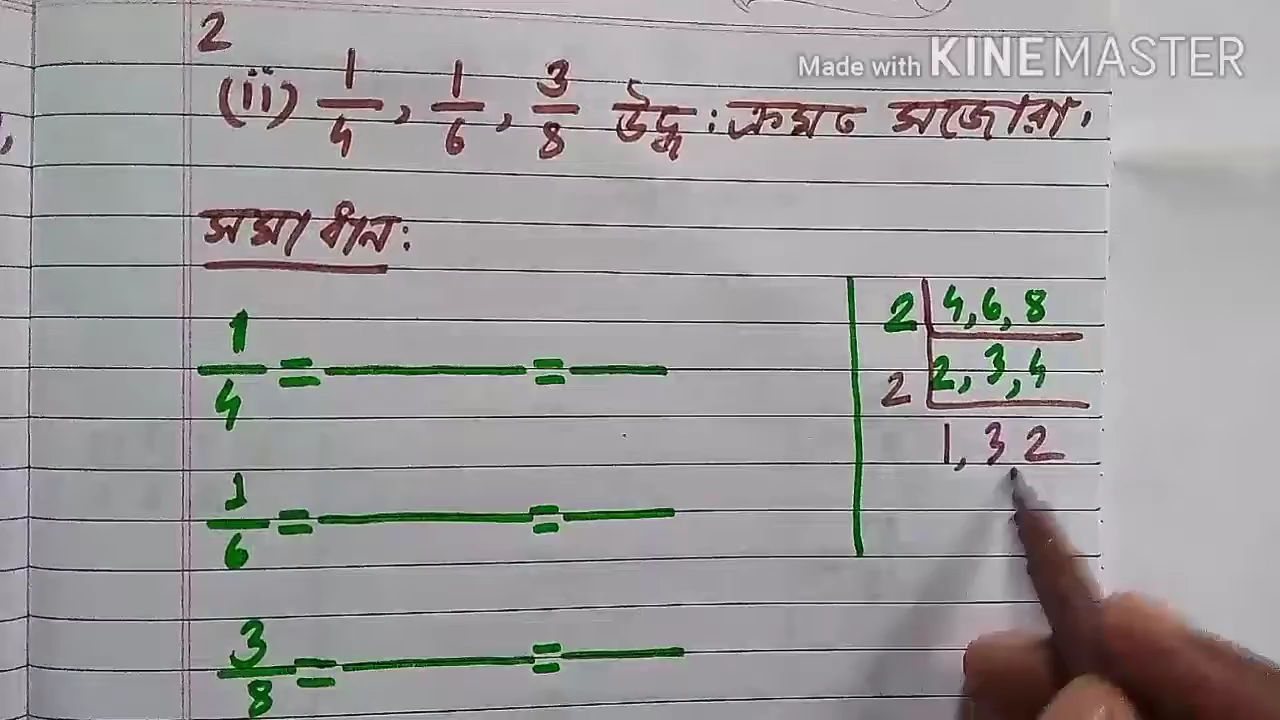 Made with KINEMASTER
2
(ii) 1/4, 1/6, 3/8 উদ্ধ:ক্রমত সজোৱা.
সমাধান:
1/4 = ——— = ——
1/6 = ——— = ——
3/8 = ——— = ——
2 | 4, 6, 8
2 | 2, 3, 4
1, 3 2